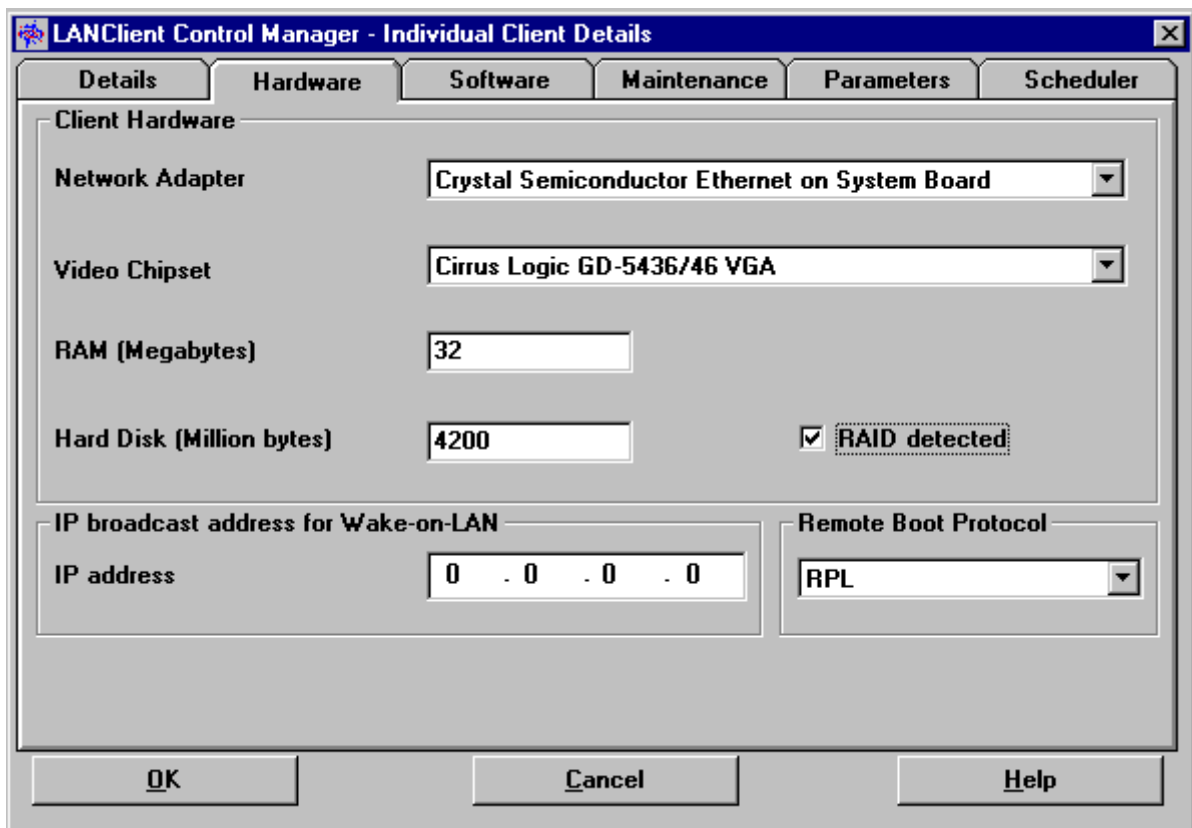 LANClient Control Manager - Individual Client Details
Details Hardware Software Maintenance Parameters Scheduler
Client Hardware
Network Adapter Crystal Semiconductor Ethernet on System Board
Video Chipset Cirrus Logic GD-5436/46 VGA
RAM (Megabytes) 32
Hard Disk (Million bytes) 4200 RAID detected
IP broadcast address for Wake-on-LAN Remote Boot Protocol
IP address 0 . 0 . 0 . 0 RPL
OK Cancel Help